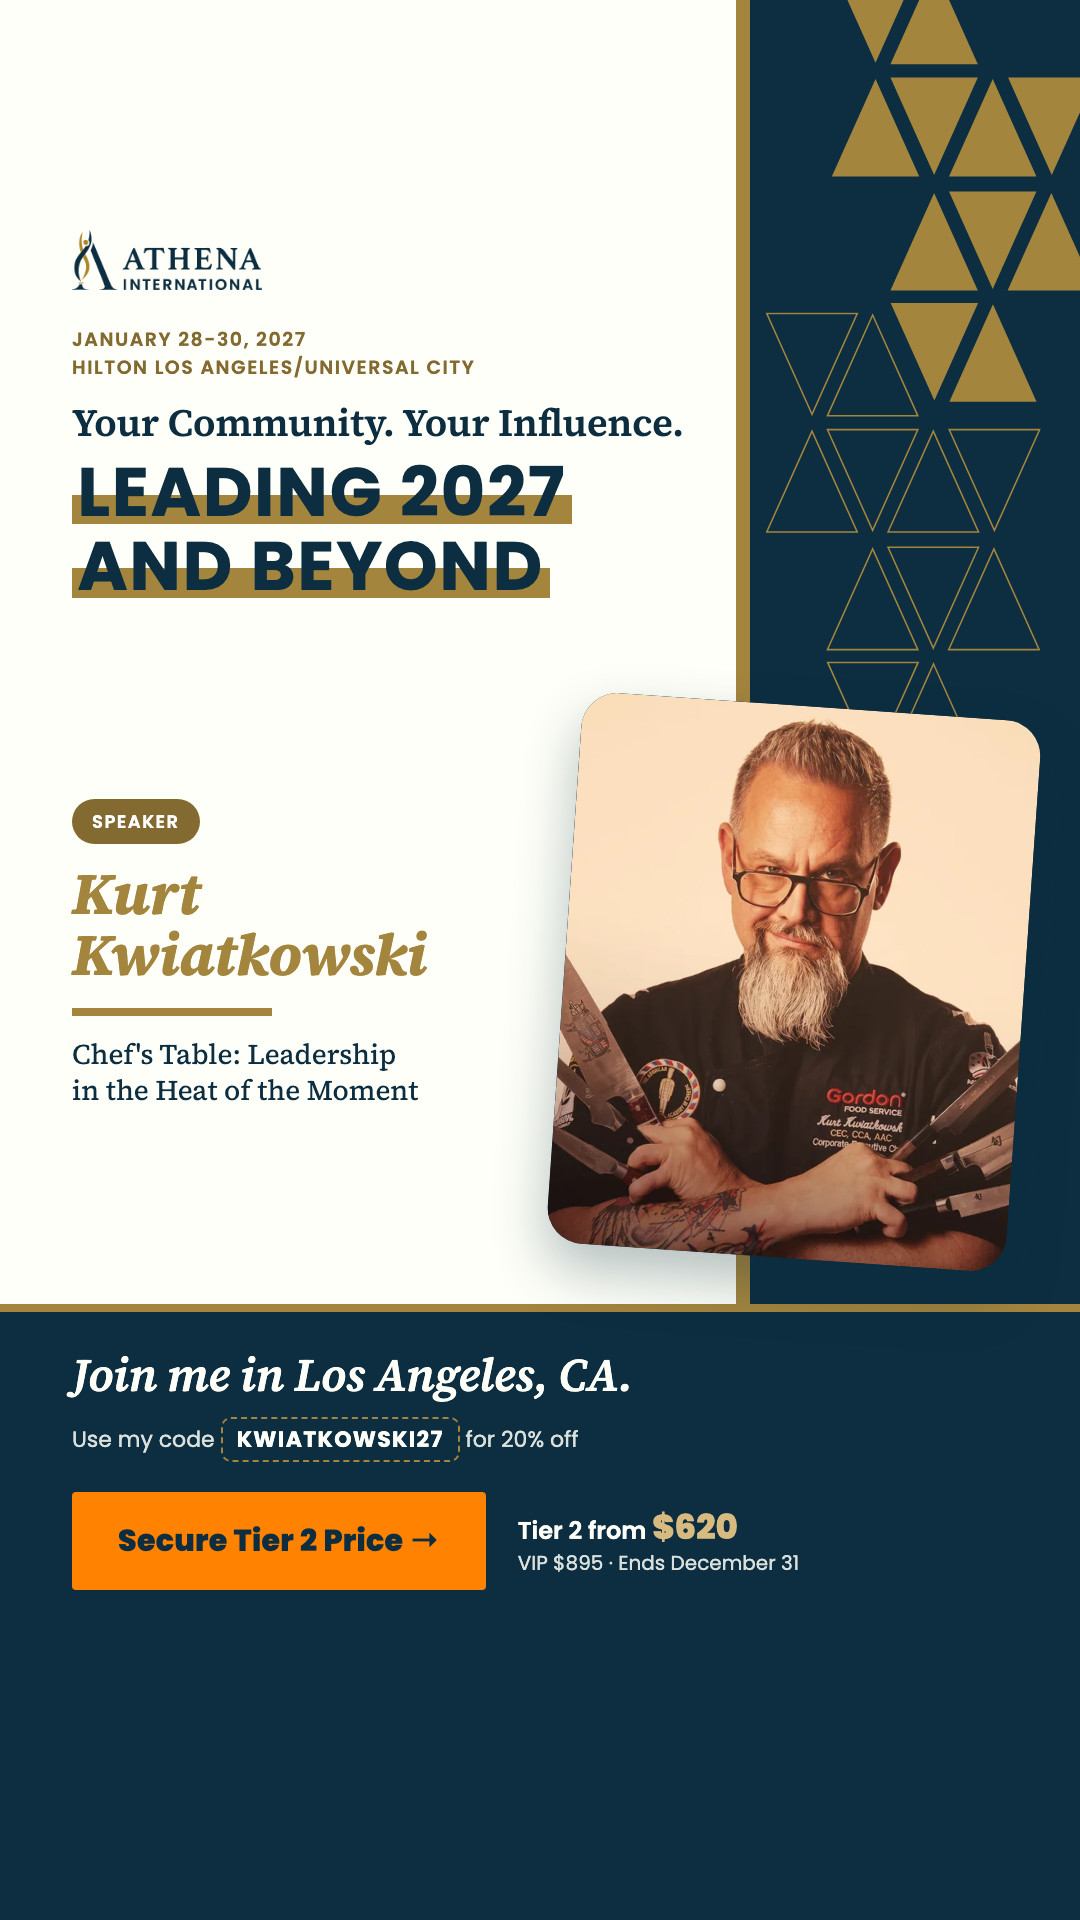 ATHENA
INTERNATIONAL
JANUARY 28-30, 2027
HILTON LOS ANGELES/UNIVERSAL CITY
Your Community. Your Influence.
LEADING 2027
AND BEYOND
SPEAKER
Kurt
Kwiatkowski
Chef's Table: Leadership
in the Heat of the Moment
Gordon
FOOD SERVICE
Kurt Kwiatkowsk
CEC, CCA, AAC
Corporate
Join me in Los Angeles, CA.
Use my code KWIATKOWSKI27 for 20% off
Secure Tier 2 Price →
Tier 2 from $620
VIP $895 · Ends December 31